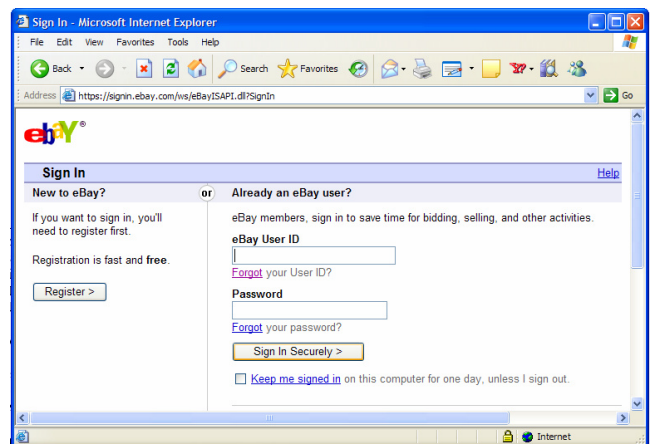 Sign In - Microsoft Internet Explorer
File Edit View Favorites Tools Help
Back Search Favorites
Address https://signin.ebay.com/ws/eBayISAPI.dll?SignIn Go
ebY®
Sign In Help
New to eBay? or Already an eBay user?
If you want to sign in, you'll
need to register first.
Registration is fast and free.
Register >
eBay members, sign in to save time for bidding, selling, and other activities.
eBay User ID
Forgot your User ID?
Password
Forgot your password?
Sign In Securely >
Keep me signed in on this computer for one day, unless I sign out.
Internet